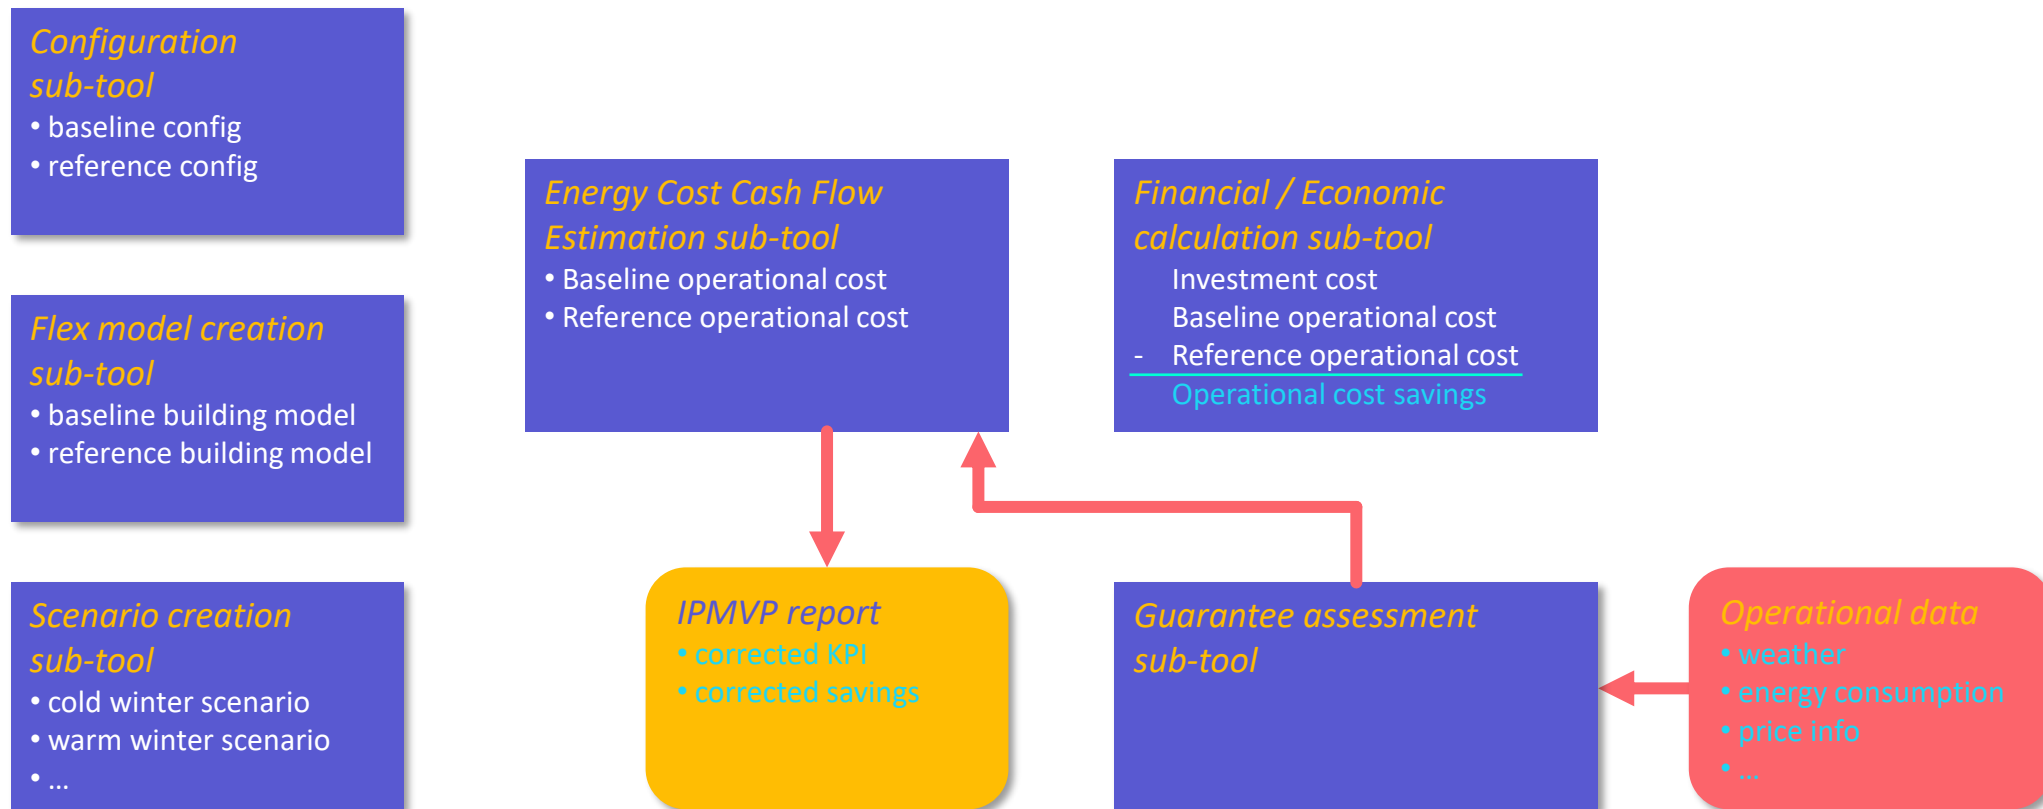 Configuration
sub-tool
• baseline config
• reference config
Flex model creation
sub-tool
• baseline building model
• reference building model
Scenario creation
sub-tool
• cold winter scenario
• warm winter scenario
• ...
Energy Cost Cash Flow
Estimation sub-tool
• Baseline operational cost
• Reference operational cost
Financial / Economic
calculation sub-tool
Investment cost
Baseline operational cost
- Reference operational cost
Operational cost savings
IPMVP report
• corrected KPI
• corrected savings
Guarantee assessment
sub-tool
Operational data
• weather
• energy consumption
• price info
• ...